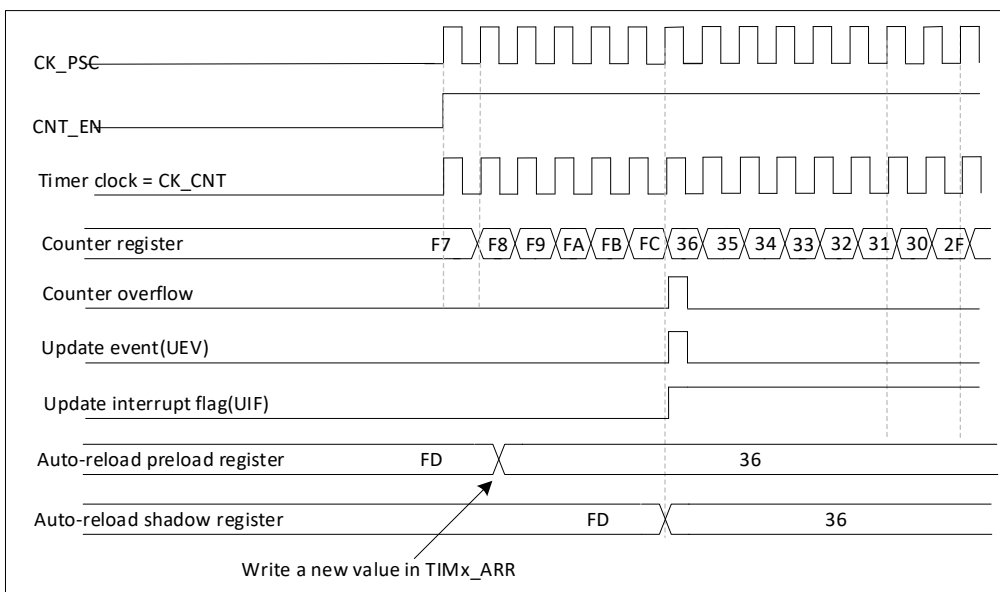 CK_PSC
CNT_EN
Timer clock = CK_CNT
Counter register F7 F8 F9 FA FB FC 36 35 34 33 32 31 30 2F
Counter overflow
Update event(UEV)
Update interrupt flag(UIF)
Auto-reload preload register FD 36
Auto-reload shadow register FD 36
Write a new value in TIMx_ARR